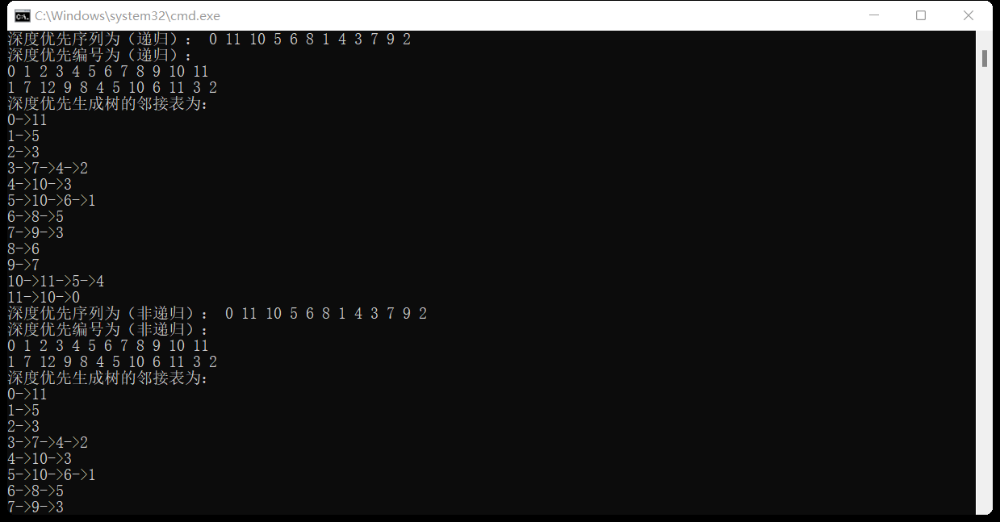 C:\Windows\system32\cmd.exe
深度优先序列为（递归）： 0 11 10 5 6 8 1 4 3 7 9 2
深度优先编号为（递归）：
0 1 2 3 4 5 6 7 8 9 10 11
1 7 12 9 8 4 5 10 6 11 3 2
深度优先生成树的邻接表为:
0->11
1->5
2->3
3->7->4->2
4->10->3
5->10->6->1
6->8->5
7->9->3
8->6
9->7
10->11->5->4
11->10->0
深度优先序列为（非递归）： 0 11 10 5 6 8 1 4 3 7 9 2
深度优先编号为（非递归）：
0 1 2 3 4 5 6 7 8 9 10 11
1 7 12 9 8 4 5 10 6 11 3 2
深度优先生成树的邻接表为:
0->11
1->5
2->3
3->7->4->2
4->10->3
5->10->6->1
6->8->5
7->9->3